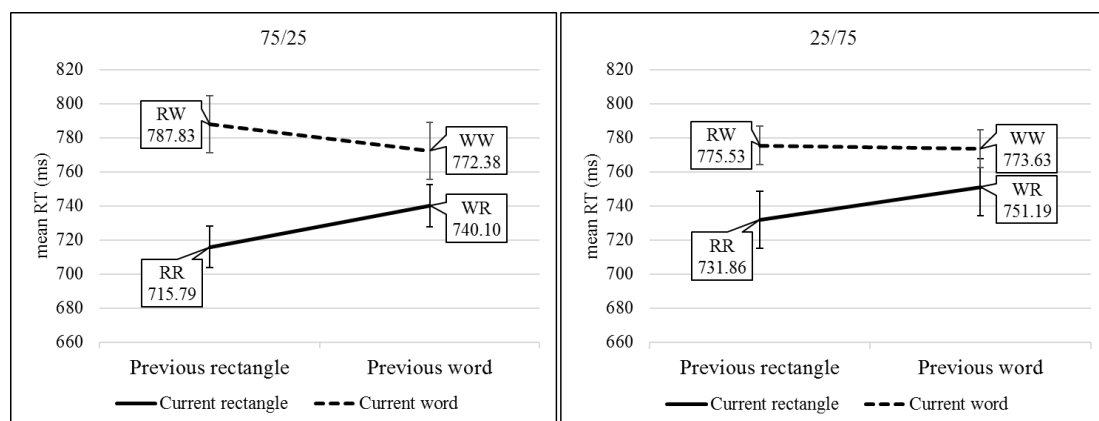 75/25
mean RT (ms)
820
800
780
760
740
720
700
680
660
RW
787.83
WW
772.38
RR
715.79
WR
740.10
Previous rectangle
Previous word
Current rectangle
Current word
25/75
mean RT (ms)
820
800
780
760
740
720
700
680
660
RW
775.53
WW
773.63
RR
731.86
WR
751.19
Previous rectangle
Previous word
Current rectangle
Current word